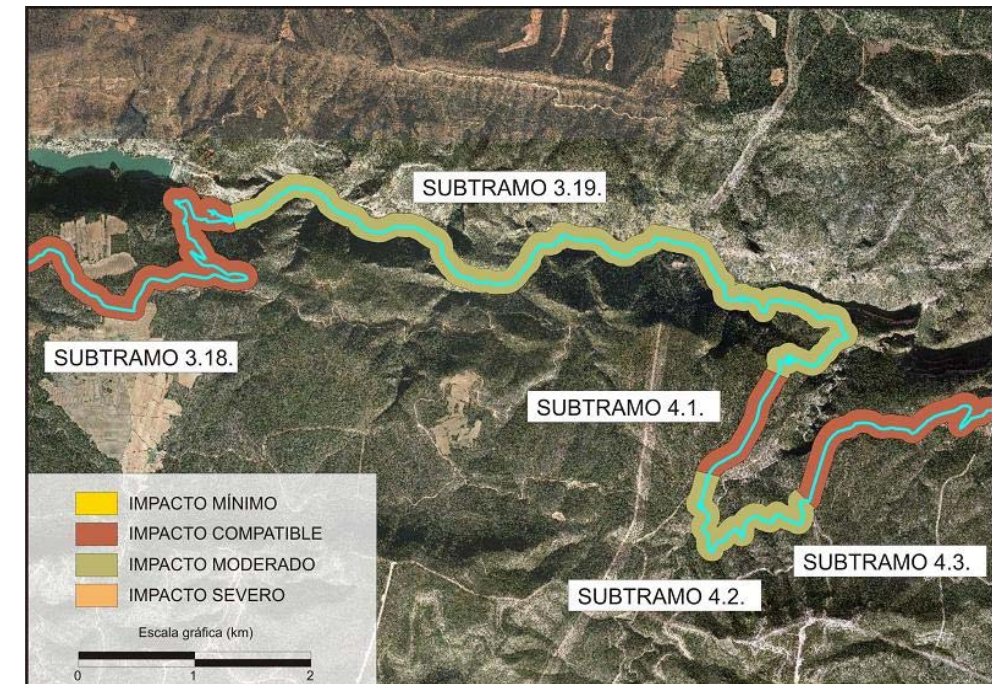 SUBTRAMO 3.19.
SUBTRAMO 3.18.
SUBTRAMO 4.1.
SUBTRAMO 4.3.
SUBTRAMO 4.2.
IMPACTO MÍNIMO
IMPACTO COMPATIBLE
IMPACTO MODERADO
IMPACTO SEVERO
Escala gráfica (km)
0 1 2